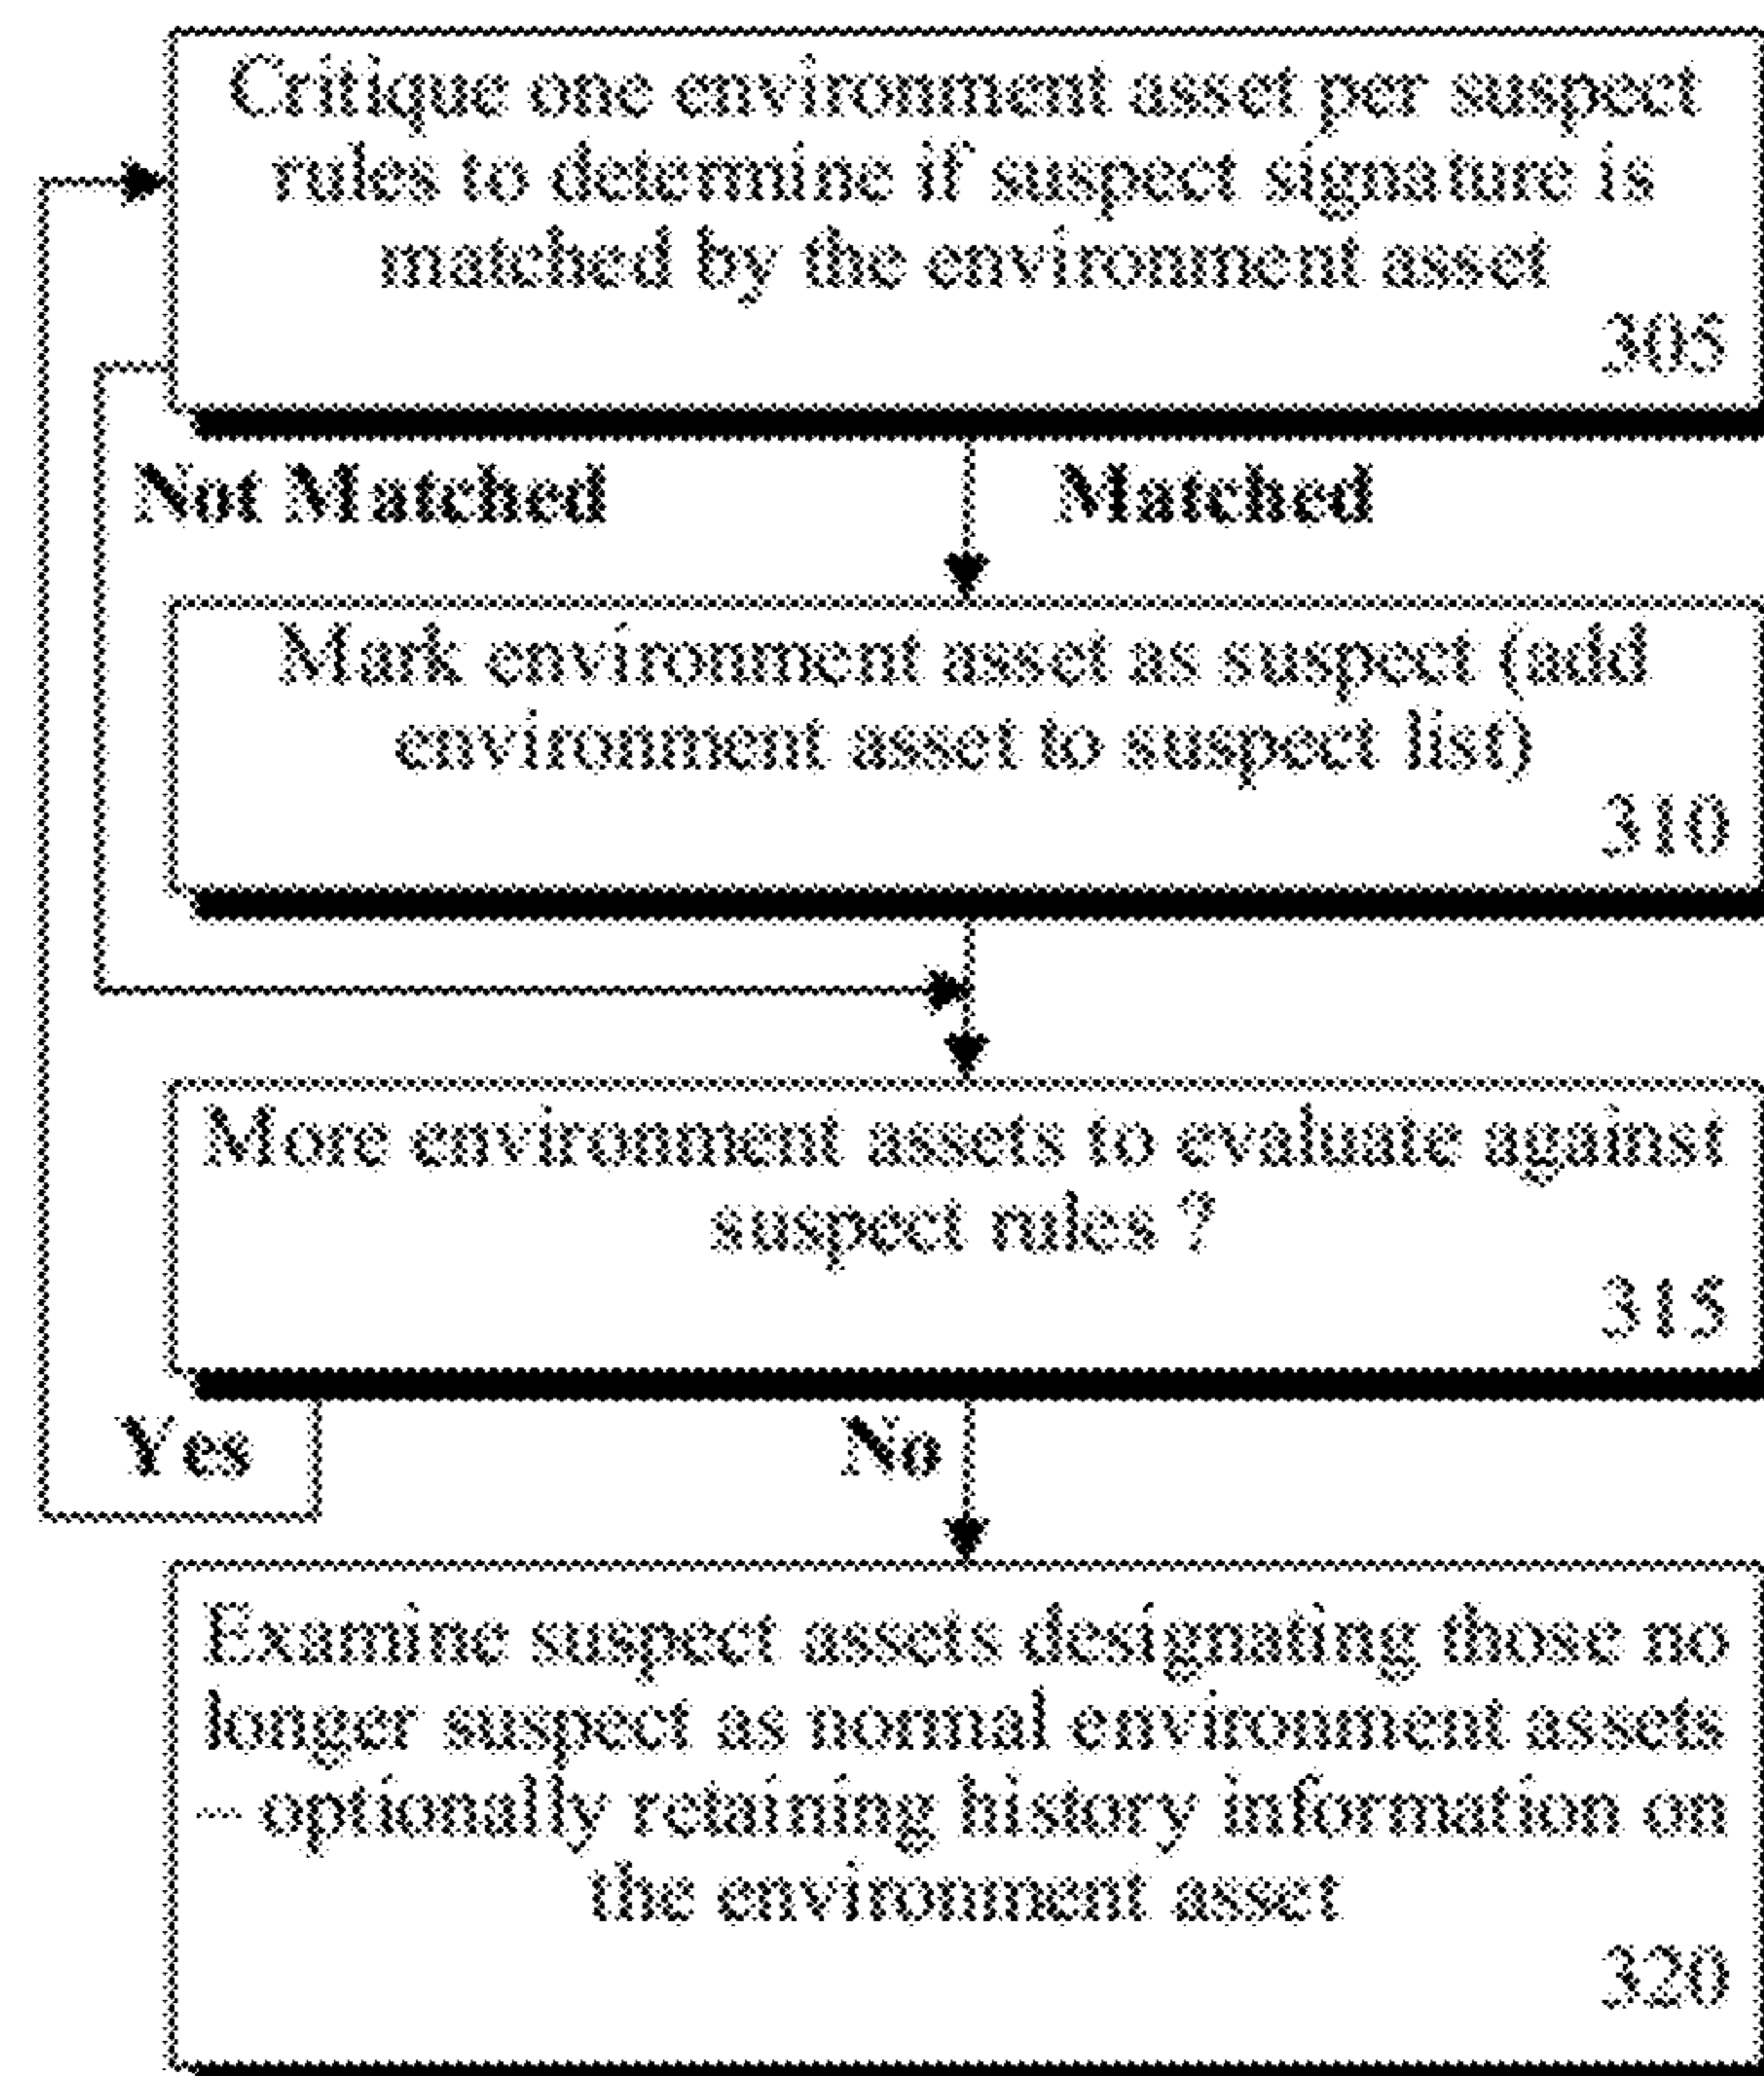 Critique one environment asset per suspect
rules to determine if suspect signature is
matched by the environment asset
305
Not Matched
Matched
Mark environment asset as suspect (add
environment asset to suspect list)
310
More environment assets to evaluate against
suspect rules ?
315
Yes
No
Examine suspect assets designating those no
longer suspect as normal environment assets
– optionally retaining history information on
the environment asset
320